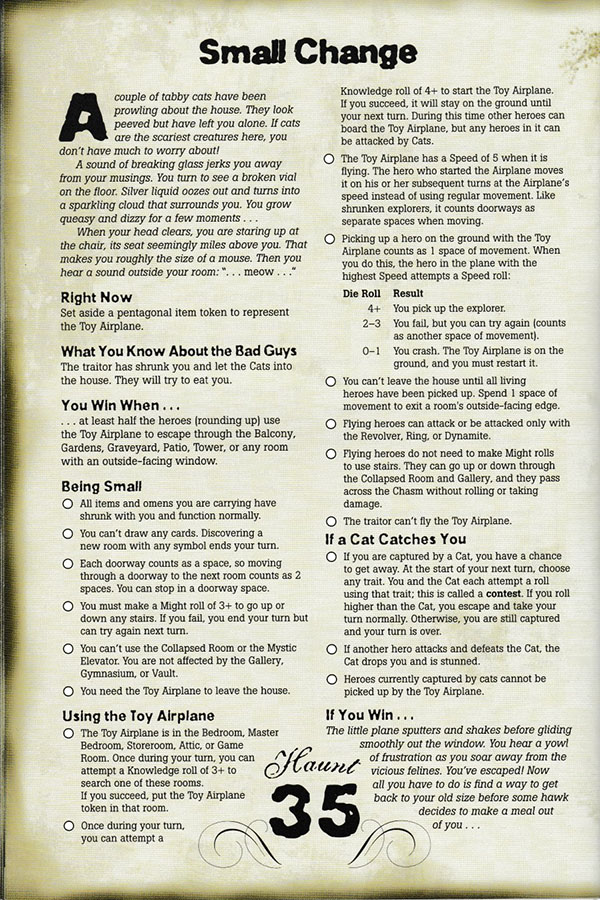 Small Change
A couple of tabby cats have been
prowling about the house. They look
peeved but have left you alone. If cats
are the scariest creatures here, you
don't have much to worry about!
A sound of breaking glass jerks you away
from your musings. You turn to see a broken vial
on the floor. Silver liquid oozes out and turns into
a sparkling cloud that surrounds you. You grow
queasy and dizzy for a few moments . . .
When your head clears, you are staring up at
the chair, its seat seemingly miles above you. That
makes you roughly the size of a mouse. Then you
hear a sound outside your room: ". . . meow . . ."
Right Now
Set aside a pentagonal item token to represent
the Toy Airplane.
What You Know About the Bad Guys
The traitor has shrunk you and let the Cats into
the house. They will try to eat you.
You Win When . . .
. . . at least half the heroes (rounding up) use
the Toy Airplane to escape through the Balcony,
Gardens, Graveyard, Patio, Tower, or any room
with an outside-facing window.
Being Small
All items and omens you are carrying have
shrunk with you and function normally.
You can't draw any cards. Discovering a
new room with any symbol ends your turn.
Each doorway counts as a space, so moving
through a doorway to the next room counts as 2
spaces. You can stop in a doorway space.
You must make a Might roll of 3+ to go up or
down any stairs. If you fail, you end your turn but
can try again next turn.
You can't use the Collapsed Room or the Mystic
Elevator. You are not affected by the Gallery,
Gymnasium, or Vault.
You need the Toy Airplane to leave the house.
Using the Toy Airplane
The Toy Airplane is in the Bedroom, Master
Bedroom, Storeroom, Attic, or Game
Room. Once during your turn, you can
attempt a Knowledge roll of 3+ to
search one of these rooms.
If you succeed, put the Toy Airplane
token in that room.
Once during your turn,
you can attempt a
Knowledge roll of 4+ to start the Toy Airplane.
If you succeed, it will stay on the ground until
your next turn. During this time other heroes can
board the Toy Airplane, but any heroes in it can
be attacked by Cats.
The Toy Airplane has a Speed of 5 when it is
flying. The hero who started the Airplane moves
it on his or her subsequent turns at the Airplane's
speed instead of using regular movement. Like
shrunken explorers, it counts doorways as
separate spaces when moving.
Picking up a hero on the ground with the Toy
Airplane counts as 1 space of movement. When
you do this, the hero in the plane with the
highest Speed attempts a Speed roll:
Die Roll Result
4+ You pick up the explorer.
2–3 You fail, but you can try again (counts
as another space of movement).
0–1 You crash. The Toy Airplane is on the
ground, and you must restart it.
You can't leave the house until all living
heroes have been picked up. Spend 1 space of
movement to exit a room's outside-facing edge.
Flying heroes can attack or be attacked only with
the Revolver, Ring, or Dynamite.
Flying heroes do not need to make Might rolls
to use stairs. They can go up or down through
the Collapsed Room and Gallery, and they pass
across the Chasm without rolling or taking
damage.
The traitor can't fly the Toy Airplane.
If a Cat Catches You
If you are captured by a Cat, you have a chance
to get away. At the start of your next turn, choose
any trait. You and the Cat each attempt a roll
using that trait; this is called a contest. If you roll
higher than the Cat, you escape and take your
turn normally. Otherwise, you are still captured
and your turn is over.
If another hero attacks and defeats the Cat, the
Cat drops you and is stunned.
Heroes currently captured by cats cannot be
picked up by the Toy Airplane.
If You Win . . .
The little plane sputters and shakes before gliding
smoothly out the window. You hear a yowl
of frustration as you soar away from the
vicious felines. You've escaped! Now
all you have to do is find a way to get
back to your old size before some hawk
decides to make a meal out
of you . . .
Haunt
35